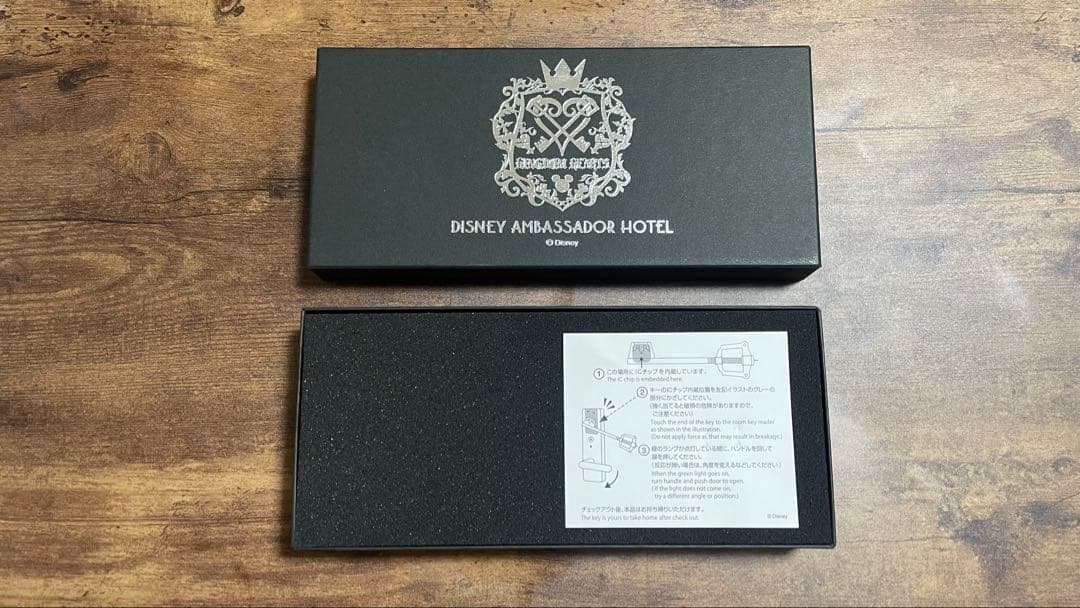 KINGDOM HEARTS
DISNEY AMBASSADOR HOTEL
© Disney
① この場所にICチップを内蔵しています。
The IC chip is embedded here.
② キーのICチップ内蔵位置を左記イラストのグレーの
部分にかざしてください。
(強く当てると破損の危険がありますので、
ご注意ください)
Touch the end of the key to the room key reader
as shown in the illustration.
(Do not apply force as that may result in breakage.)
③ 緑のランプが点灯している間に、ハンドルを回して
扉を押してください。
(反応が無い場合は、角度を変えるなどしてください)
When the green light goes on,
turn handle and push door to open.
(If the light does not come on,
try a different angle or position.)
チェックアウト後、本品はお持ち帰りいただけます。
The key is yours to take home after check out.
© Disney